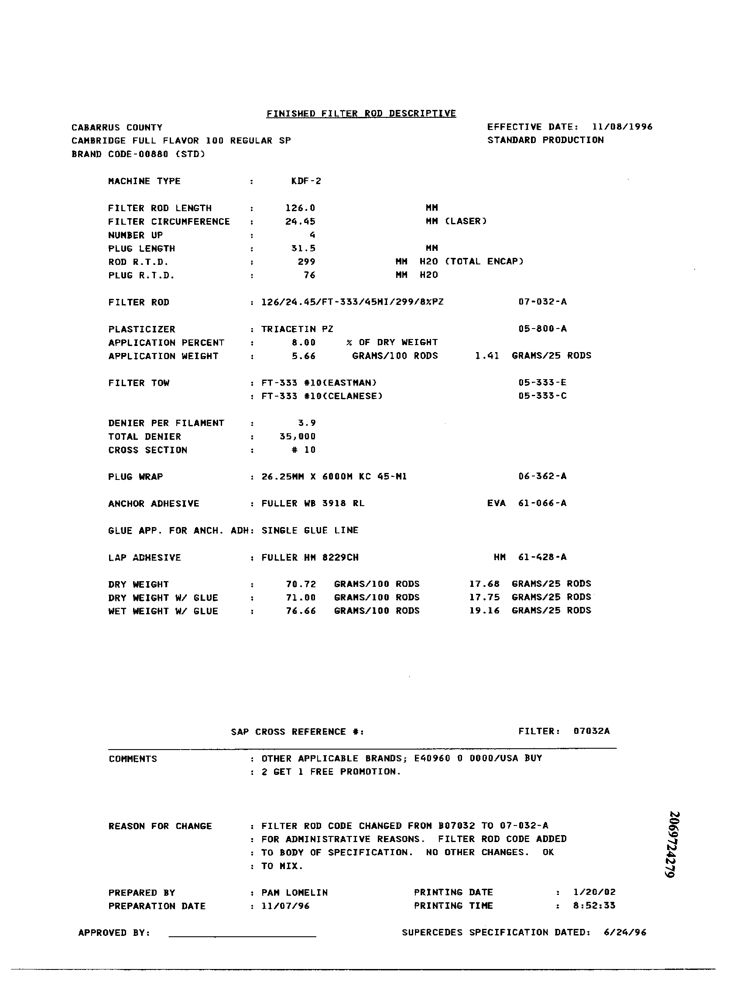 FINISHED FILTER ROD DESCRIPTIVE
CABARRUS COUNTY EFFECTIVE DATE: 11/08/1996
CAMBRIDGE FULL FLAVOR 100 REGULAR SP STANDARD PRODUCTION
BRAND CODE-00880 (STD)
MACHINE TYPE : KDF-2
FILTER ROD LENGTH : 126.0 MM
FILTER CIRCUMFERENCE : 24.45 MM (LASER)
NUMBER UP : 4
PLUG LENGTH : 31.5 MM
ROD R.T.D. : 299 MM H2O (TOTAL ENCAP)
PLUG R.T.D. : 76 MM H2O
FILTER ROD : 126/24.45/FT-333/45MI/299/8%PZ 07-032-A
PLASTICIZER : TRIACETIN PZ 05-800-A
APPLICATION PERCENT : 8.00 % OF DRY WEIGHT
APPLICATION WEIGHT : 5.66 GRAMS/100 RODS 1.41 GRAMS/25 RODS
FILTER TOW : FT-333 #10(EASTMAN) 05-333-E
: FT-333 #10(CELANESE) 05-333-C
DENIER PER FILAMENT : 3.9
TOTAL DENIER : 35,000
CROSS SECTION : # 10
PLUG WRAP : 26.25MM X 6000M KC 45-M1 06-362-A
ANCHOR ADHESIVE : FULLER WB 3918 RL EVA 61-066-A
GLUE APP. FOR ANCH. ADH: SINGLE GLUE LINE
LAP ADHESIVE : FULLER HM 8229CH HM 61-428-A
DRY WEIGHT : 70.72 GRAMS/100 RODS 17.68 GRAMS/25 RODS
DRY WEIGHT W/ GLUE : 71.00 GRAMS/100 RODS 17.75 GRAMS/25 RODS
WET WEIGHT W/ GLUE : 76.66 GRAMS/100 RODS 19.16 GRAMS/25 RODS
SAP CROSS REFERENCE #: FILTER: 07032A
COMMENTS : OTHER APPLICABLE BRANDS; E40960 0 0000/USA BUY
: 2 GET 1 FREE PROMOTION.
REASON FOR CHANGE : FILTER ROD CODE CHANGED FROM B07032 TO 07-032-A
: FOR ADMINISTRATIVE REASONS. FILTER ROD CODE ADDED
: TO BODY OF SPECIFICATION. NO OTHER CHANGES. OK
: TO MIX.
PREPARED BY : PAM LOMELIN PRINTING DATE : 1/20/02
PREPARATION DATE : 11/07/96 PRINTING TIME : 8:52:33
APPROVED BY: SUPERCEDES SPECIFICATION DATED: 6/24/96
2069724279